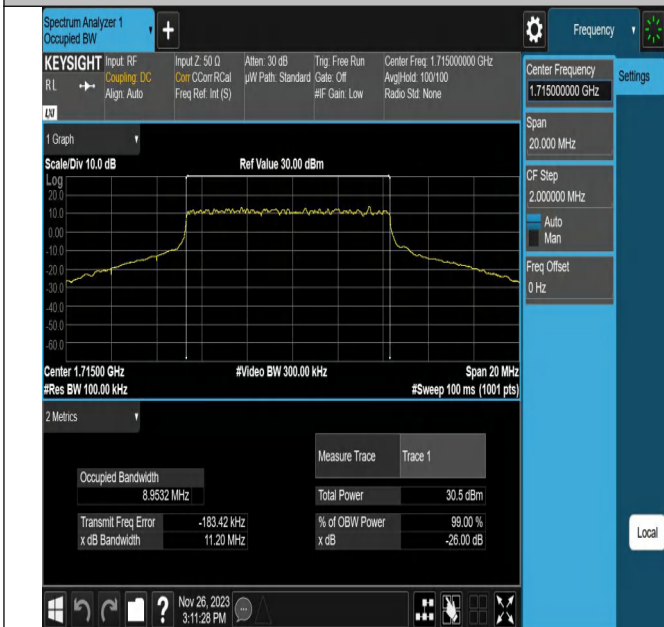 Spectrum Analyzer 1
Occupied BW
+
Frequency
KEYSIGHT
RL
LXI
Input: RF
Coupling: DC
Align: Auto
Input Z: 50 Ω
Corr CCorr RCal
Freq Ref: Int (S)
Atten: 30 dB
µW Path: Standard
Trig: Free Run
Gate: Off
#IF Gain: Low
Center Freq: 1.715000000 GHz
Avg|Hold: 100/100
Radio Std: None
Center Frequency
1.715000000 GHz
Settings
Span
20.000 MHz
CF Step
2.000000 MHz
Auto
Man
Freq Offset
0 Hz
Local
1 Graph
Scale/Div 10.0 dB
Ref Value 30.00 dBm
Log
20.0
10.0
0.00
-10.0
-20.0
-30.0
-40.0
-50.0
-60.0
Center 1.71500 GHz
#Video BW 300.00 kHz
Span 20 MHz
#Res BW 100.00 kHz
#Sweep 100 ms (1001 pts)
2 Metrics
Measure Trace
Trace 1
Occupied Bandwidth
8.9532 MHz
Total Power
30.5 dBm
Transmit Freq Error
-183.42 kHz
% of OBW Power
99.00 %
x dB Bandwidth
11.20 MHz
x dB
-26.00 dB
?
Nov 26, 2023
3:11:28 PM